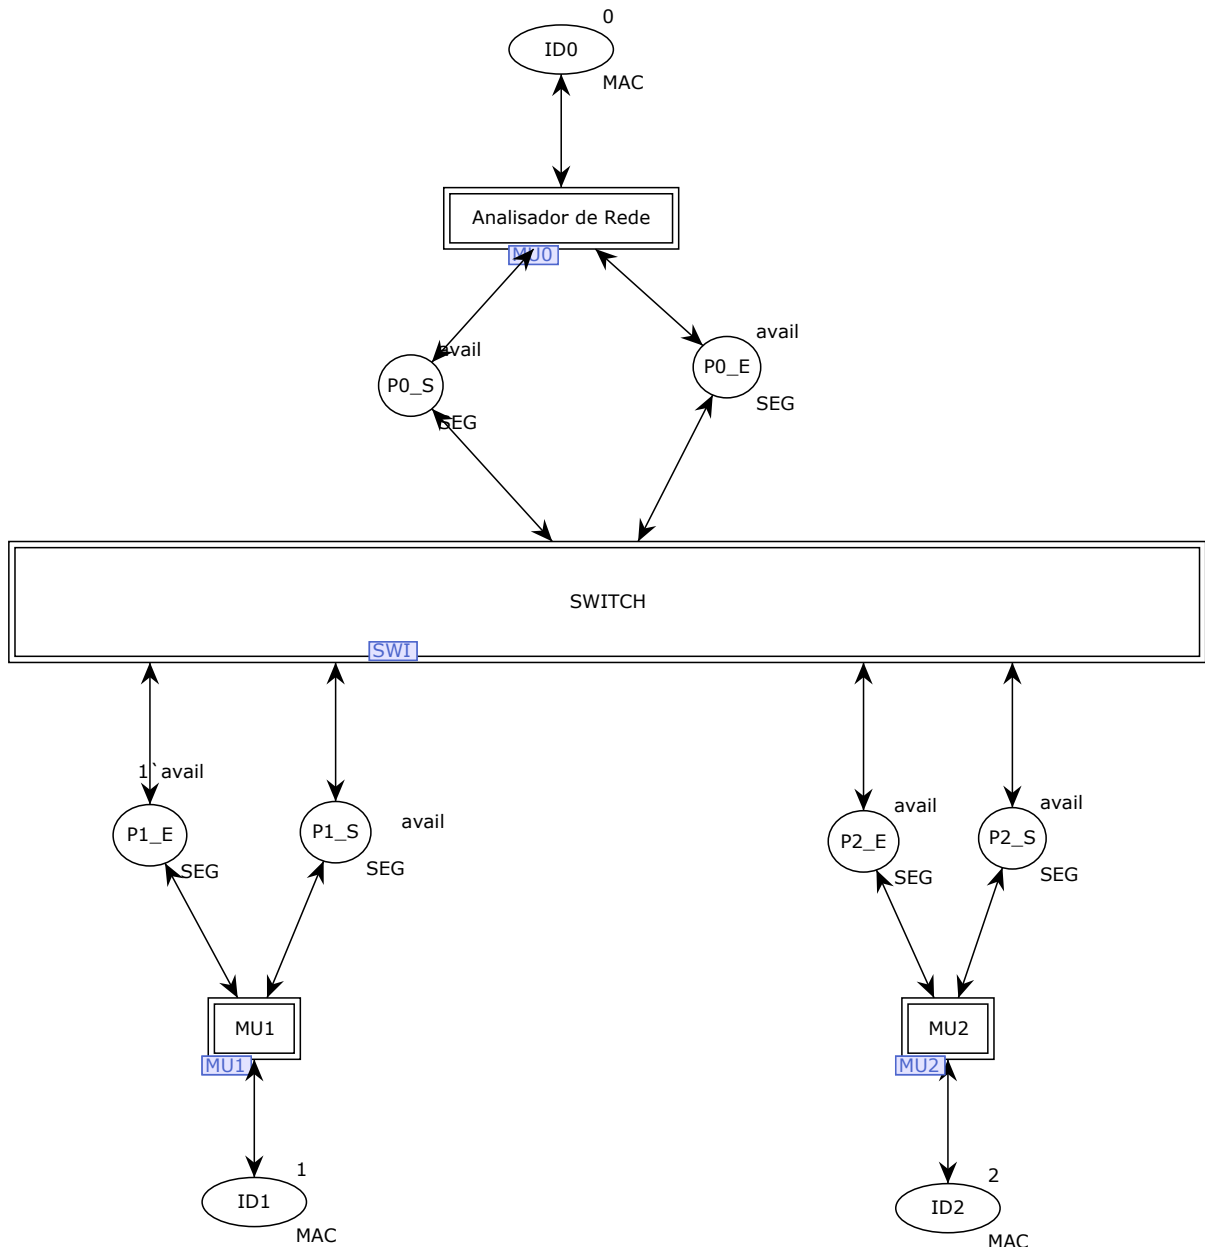 0
ID0
MAC
Analisador de Rede
MU0
avail
P0_S
SEG
avail
P0_E
SEG
SWITCH
SWI
1`avail
P1_E
SEG
avail
P1_S
SEG
avail
P2_E
SEG
avail
P2_S
SEG
MU1
MU1
MU2
MU2
1
ID1
MAC
2
ID2
MAC